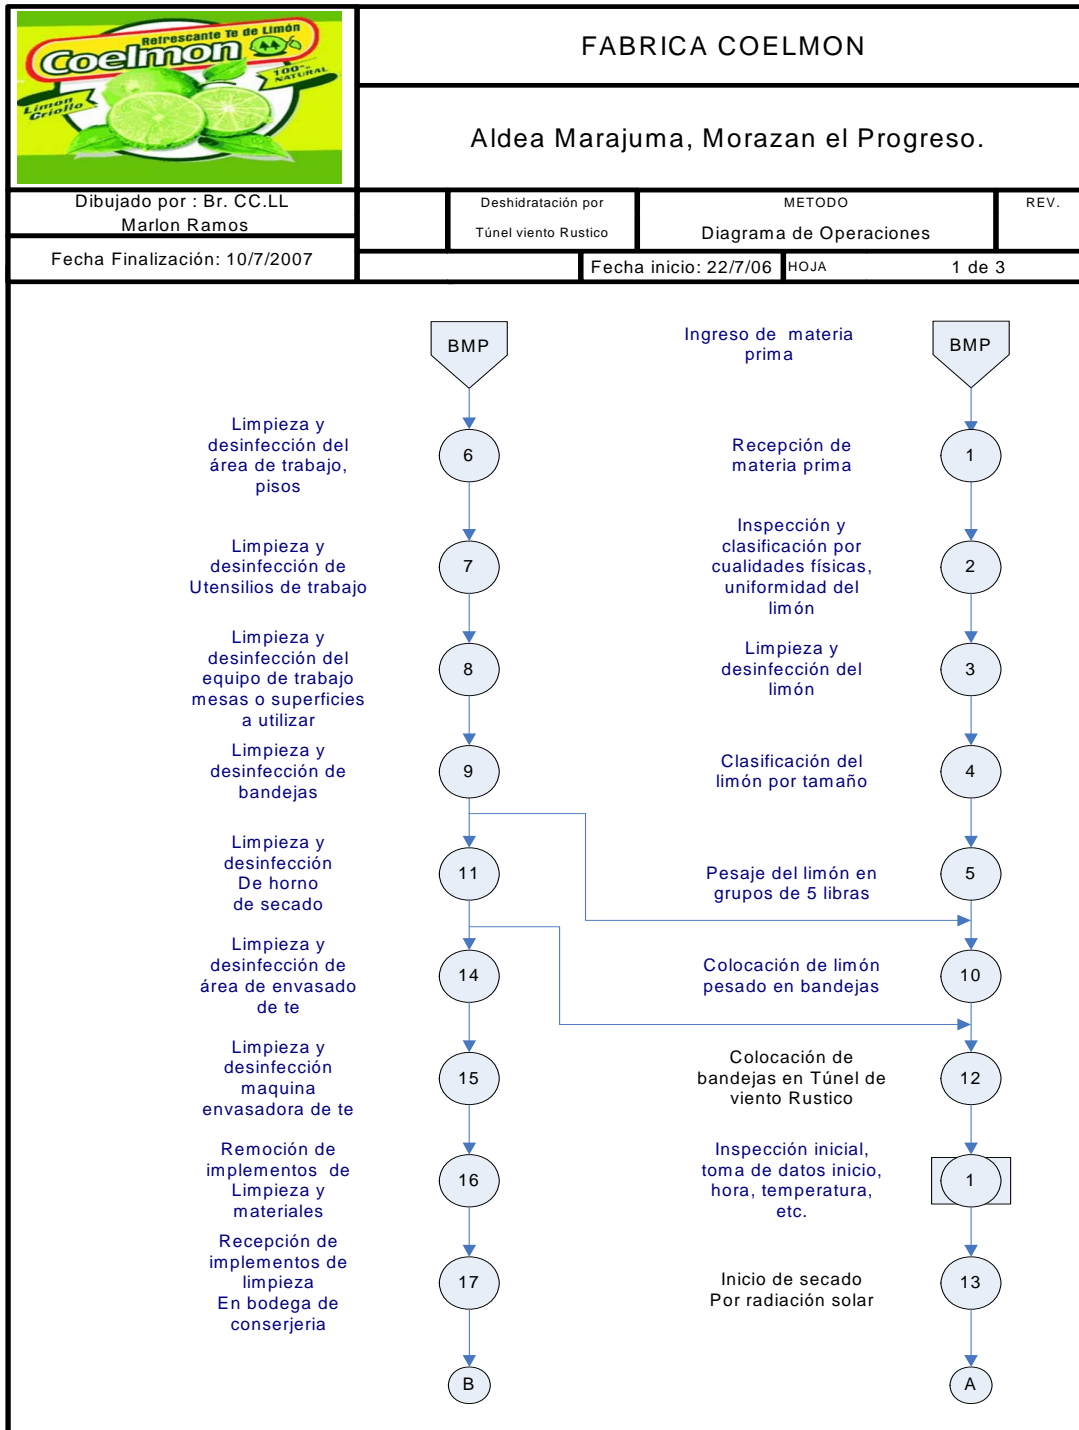 Refrescante Te de Limón
Coelmon
100%
NATURAL
Limon
Criollo
FABRICA COELMON
Aldea Marajuma, Morazan el Progreso.
Dibujado por : Br. CC.LL
Marlon Ramos
Deshidratación por
Túnel viento Rustico
METODO
Diagrama de Operaciones
REV.
Fecha Finalización: 10/7/2007
Fecha inicio: 22/7/06
HOJA 1 de 3
BMP
Limpieza y
desinfección del
área de trabajo,
pisos
6
Limpieza y
desinfección de
Utensilios de trabajo
7
Limpieza y
desinfección del
equipo de trabajo
mesas o superficies
a utilizar
8
Limpieza y
desinfección de
bandejas
9
Limpieza y
desinfección
De horno
de secado
11
Limpieza y
desinfección de
área de envasado
de te
14
Limpieza y
desinfección
maquina
envasadora de te
15
Remoción de
implementos de
Limpieza y
materiales
16
Recepción de
implementos de
limpieza
En bodega de
conserjeria
17
B
Ingreso de materia
prima
BMP
Recepción de
materia prima
1
Inspección y
clasificación por
cualidades físicas,
uniformidad del
limón
2
Limpieza y
desinfección del
limón
3
Clasificación del
limón por tamaño
4
Pesaje del limón en
grupos de 5 libras
5
Colocación de limón
pesado en bandejas
10
Colocación de
bandejas en Túnel de
viento Rustico
12
Inspección inicial,
toma de datos inicio,
hora, temperatura,
etc.
1
Inicio de secado
Por radiación solar
13
A